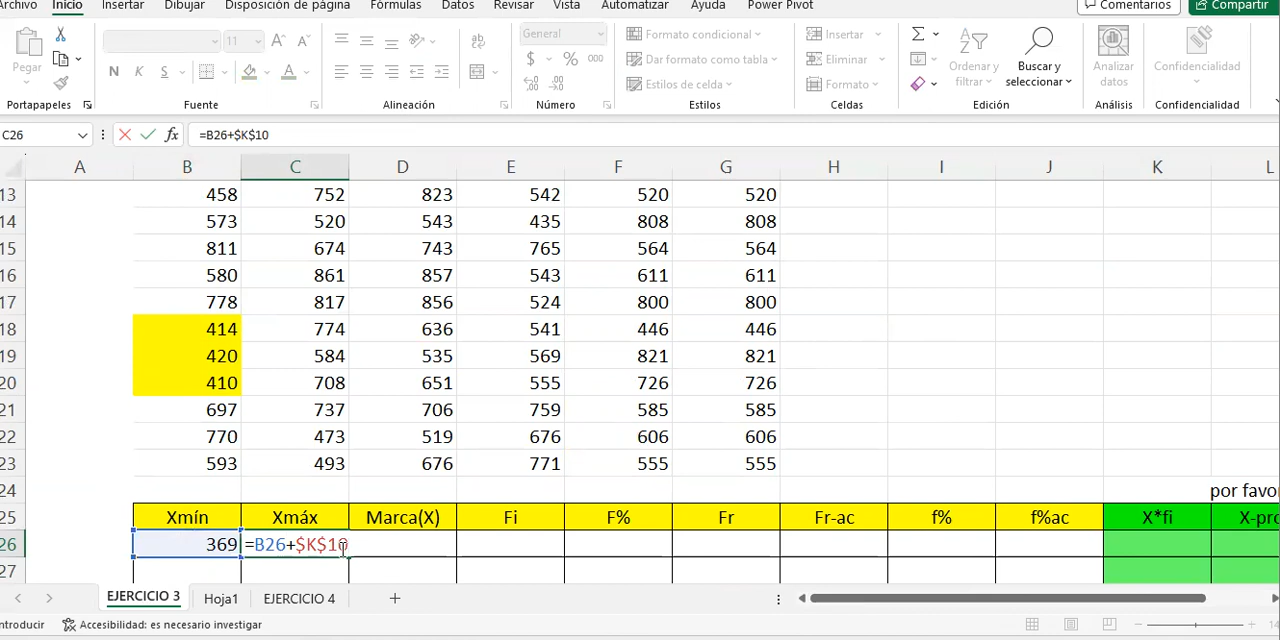 Archivo Inicio Insertar Dibujar Disposición de página Fórmulas Datos Revisar Vista Automatizar Ayuda Power Pivot Comentarios Compartir
Pegar
11
N K S
General
$ % 000
Formato condicional
Dar formato como tabla
Estilos de celda
Insertar
Eliminar
Formato
Ordenar y
filtrar
Buscar y
seleccionar
Analizar
datos
Confidencialidad
Portapapeles Fuente Alineación Número Estilos Celdas Edición Análisis Confidencialidad
C26 fx =B26+$K$10
A B C D E F G H I J K L
13 458 752 823 542 520 520
14 573 520 543 435 808 808
15 811 674 743 765 564 564
16 580 861 857 543 611 611
17 778 817 856 524 800 800
18 414 774 636 541 446 446
19 420 584 535 569 821 821
20 410 708 651 555 726 726
21 697 737 706 759 585 585
22 770 473 519 676 606 606
23 593 493 676 771 555 555
24 por favor
25 Xmín Xmáx Marca(X) Fi F% Fr Fr-ac f% f%ac X*fi X-pro
26 369 =B26+$K$10
27
EJERCICIO 3 Hoja1 EJERCICIO 4 +
Introducir Accesibilidad: es necesario investigar